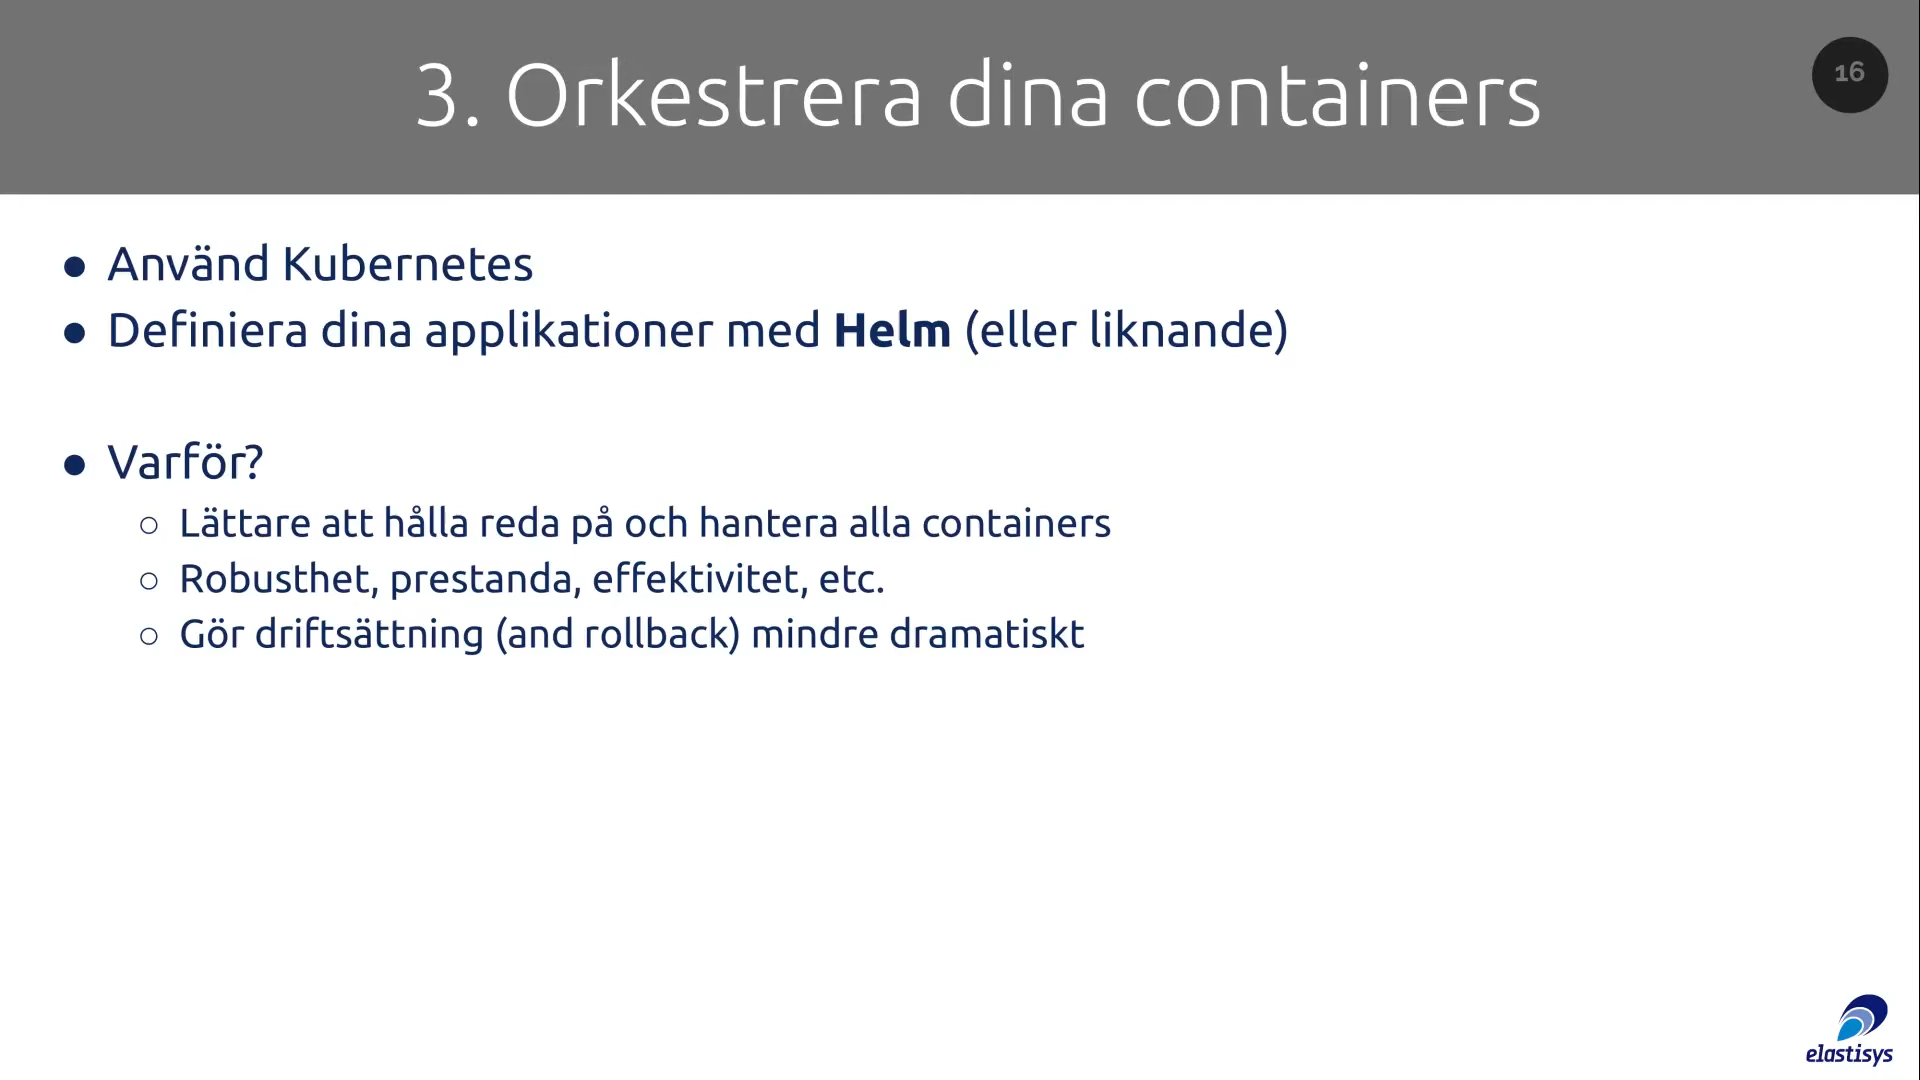 3. Orkestrera dina containers
16
● Använd Kubernetes
● Definiera dina applikationer med Helm (eller liknande)
● Varför?
○ Lättare att hålla reda på och hantera alla containers
○ Robusthet, prestanda, effektivitet, etc.
○ Gör driftsättning (and rollback) mindre dramatiskt
elastisys